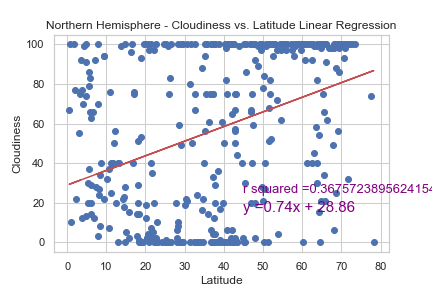 Northern Hemisphere - Cloudiness vs. Latitude Linear Regression
100
80
60
40
20
0
Cloudiness
r squared =0.3675723895624154
y =0.74x + 28.86
0 10 20 30 40 50 60 70 80
Latitude